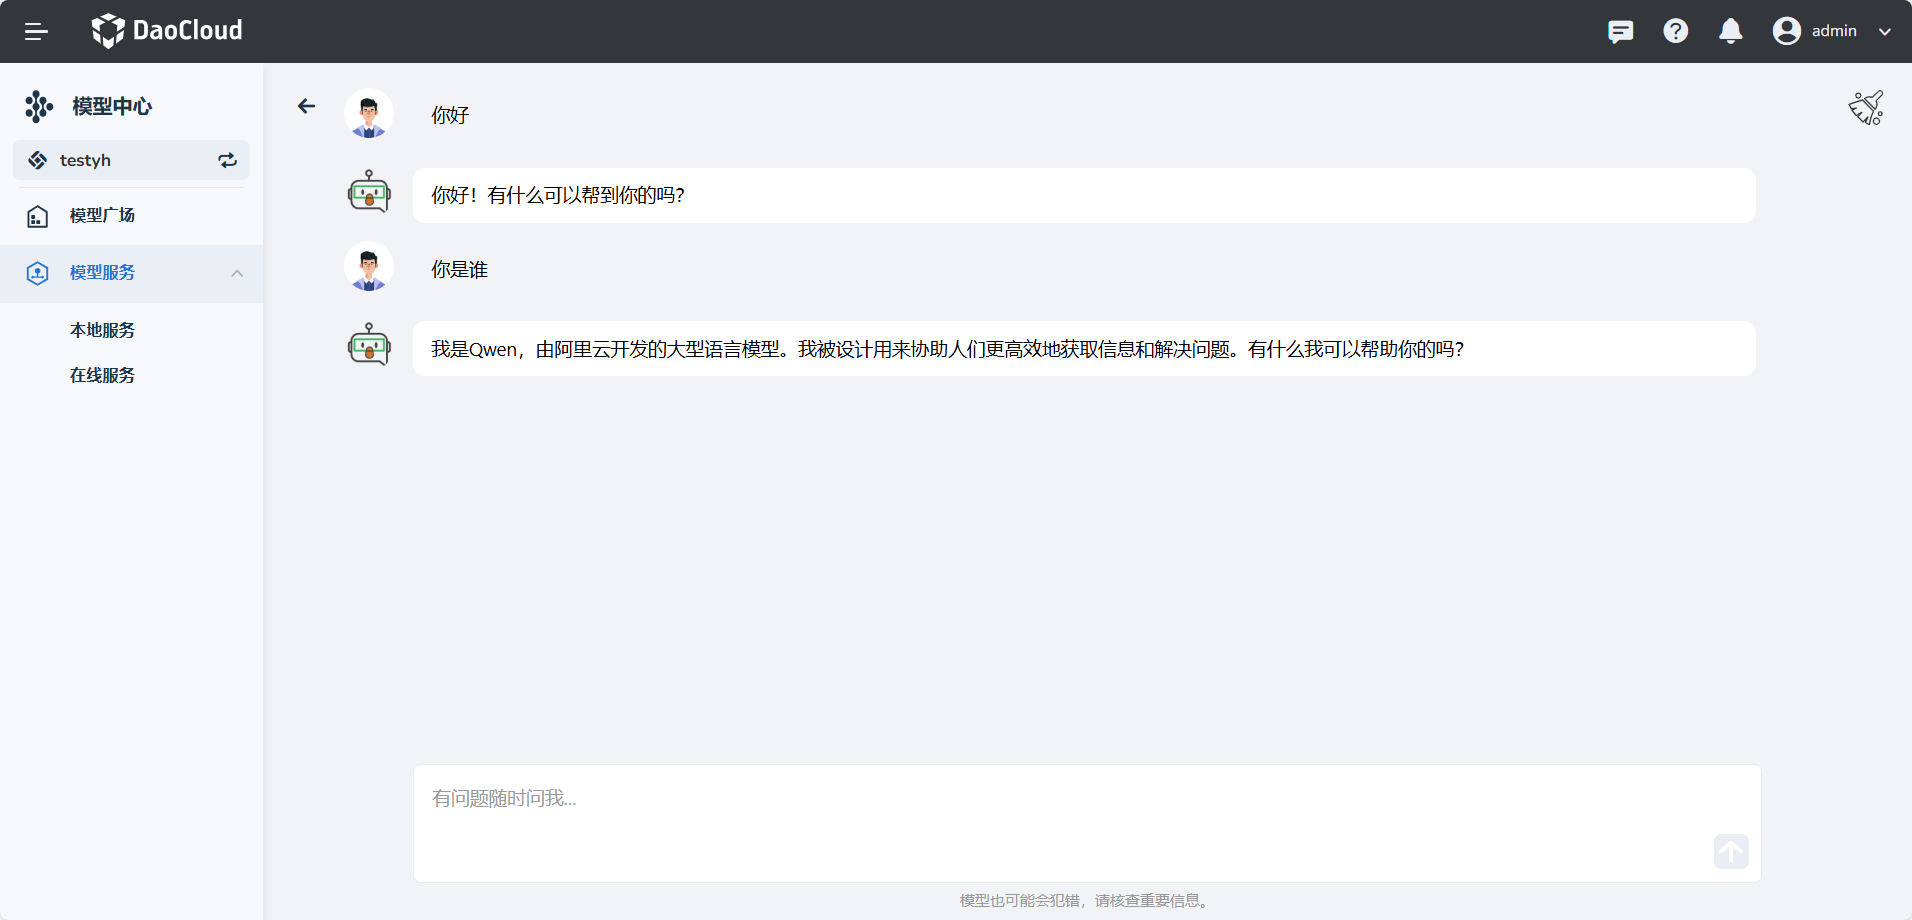 DaoCloud
admin
模型中心
testyh
模型广场
模型服务
本地服务
在线服务
你好
你好！有什么可以帮到你的吗？
你是谁
我是Qwen，由阿里云开发的大型语言模型。我被设计用来协助人们更高效地获取信息和解决问题。有什么我可以帮助你的吗？
有问题随时问我...
模型也可能会犯错，请核查重要信息。